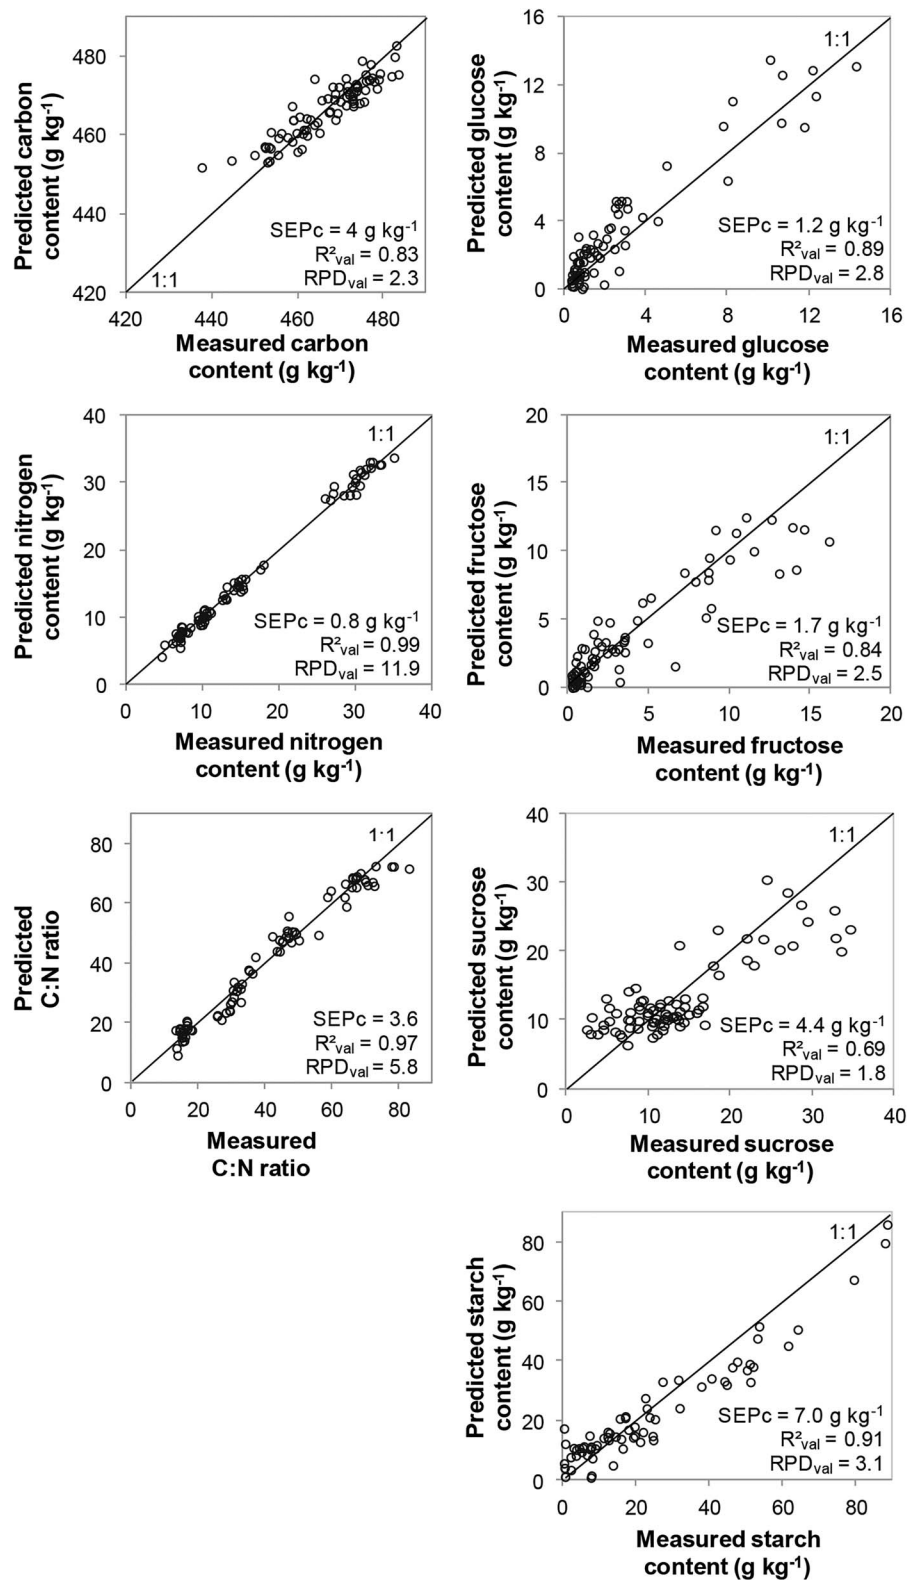 Predicted carbon
content (g kg⁻¹)
480
460
440
420
1:1
SEPc = 4 g kg⁻¹
R²val = 0.83
RPDval = 2.3
420 440 460 480
Measured carbon
content (g kg⁻¹)
Predicted glucose
content (g kg⁻¹)
16
12
8
4
0
1:1
SEPc = 1.2 g kg⁻¹
R²val = 0.89
RPDval = 2.8
0 4 8 12 16
Measured glucose
content (g kg⁻¹)
Predicted nitrogen
content (g kg⁻¹)
40
30
20
10
0
1:1
SEPc = 0.8 g kg⁻¹
R²val = 0.99
RPDval = 11.9
0 10 20 30 40
Measured nitrogen
content (g kg⁻¹)
Predicted fructose
content (g kg⁻¹)
20
15
10
5
0
1:1
SEPc = 1.7 g kg⁻¹
R²val = 0.84
RPDval = 2.5
0 5 10 15 20
Measured fructose
content (g kg⁻¹)
Predicted
C:N ratio
80
60
40
20
0
1:1
SEPc = 3.6
R²val = 0.97
RPDval = 5.8
0 20 40 60 80
Measured
C:N ratio
Predicted sucrose
content (g kg⁻¹)
40
30
20
10
0
1:1
SEPc = 4.4 g kg⁻¹
R²val = 0.69
RPDval = 1.8
0 10 20 30 40
Measured sucrose
content (g kg⁻¹)
Predicted starch
content (g kg⁻¹)
80
60
40
20
0
1:1
SEPc = 7.0 g kg⁻¹
R²val = 0.91
RPDval = 3.1
0 20 40 60 80
Measured starch
content (g kg⁻¹)